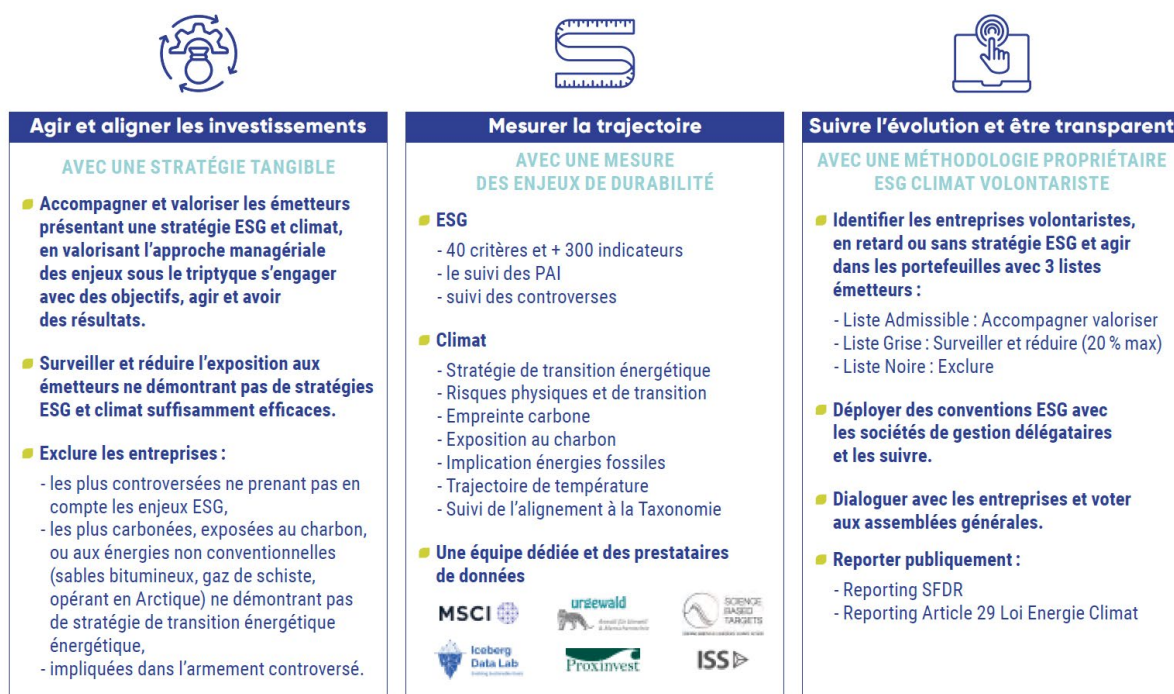 Agir et aligner les investissements
AVEC UNE STRATÉGIE TANGIBLE
Accompagner et valoriser les émetteurs
présentant une stratégie ESG et climat,
en valorisant l'approche managériale
des enjeux sous le triptyque s'engager
avec des objectifs, agir et avoir
des résultats.
Surveiller et réduire l'exposition aux
émetteurs ne démontrant pas de stratégies
ESG et climat suffisamment efficaces.
Exclure les entreprises :
- les plus controversées ne prenant pas en
compte les enjeux ESG,
- les plus carbonées, exposées au charbon,
ou aux énergies non conventionnelles
(sables bitumineux, gaz de schiste,
opérant en Arctique) ne démontrant pas
de stratégie de transition énergétique
énergétique,
- impliquées dans l'armement controversé.
Mesurer la trajectoire
AVEC UNE MESURE
DES ENJEUX DE DURABILITÉ
ESG
- 40 critères et + 300 indicateurs
- le suivi des PAI
- suivi des controverses
Climat
- Stratégie de transition énergétique
- Risques physiques et de transition
- Empreinte carbone
- Exposition au charbon
- Implication énergies fossiles
- Trajectoire de température
- Suivi de l'alignement à la Taxonomie
Une équipe dédiée et des prestataires
de données
MSCI
urgewald
SCIENCE
BASED
TARGETS
Iceberg
Data Lab
Proxinvest
ISS
Suivre l'évolution et être transparent
AVEC UNE MÉTHODOLOGIE PROPRIÉTAIRE
ESG CLIMAT VOLONTARISTE
Identifier les entreprises volontaristes,
en retard ou sans stratégie ESG et agir
dans les portefeuilles avec 3 listes
émetteurs :
- Liste Admissible : Accompagner valoriser
- Liste Grise : Surveiller et réduire (20 % max)
- Liste Noire : Exclure
Déployer des conventions ESG avec
les sociétés de gestion délégataires
et les suivre.
Dialoguer avec les entreprises et voter
aux assemblées générales.
Reporter publiquement :
- Reporting SFDR
- Reporting Article 29 Loi Energie Climat